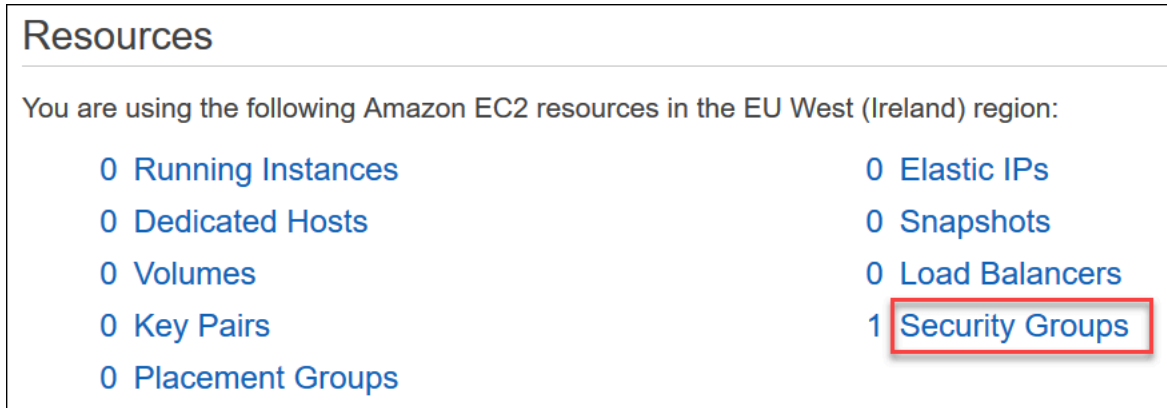 Resources
You are using the following Amazon EC2 resources in the EU West (Ireland) region:
0 Running Instances
0 Dedicated Hosts
0 Volumes
0 Key Pairs
0 Placement Groups
0 Elastic IPs
0 Snapshots
0 Load Balancers
1 Security Groups